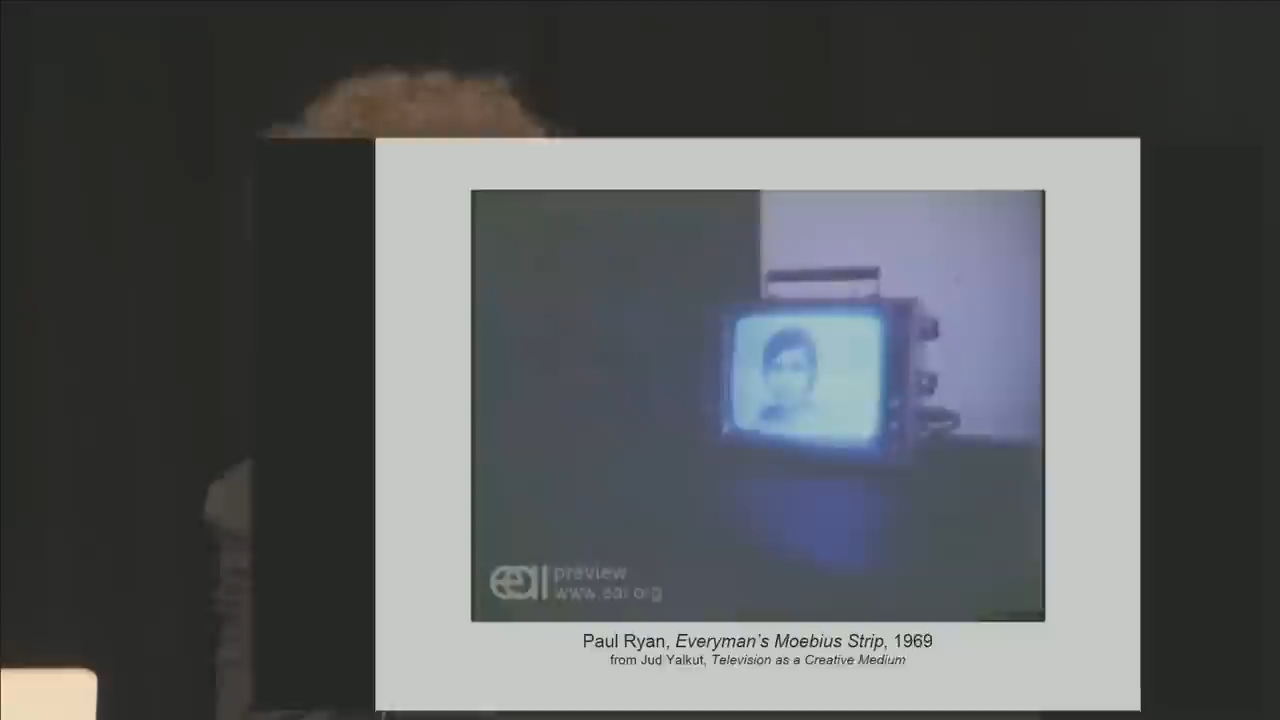 eai preview
www.eai.org
Paul Ryan, Everyman's Moebius Strip, 1969
from Jud Yalkut, Television as a Creative Medium